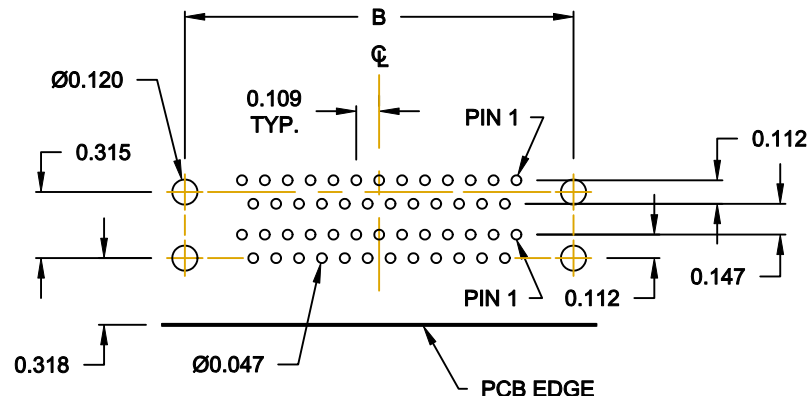 B
℄
Ø0.120
0.109
TYP.
PIN 1
0.112
0.315
0.147
PIN 1
0.112
0.318
Ø0.047
PCB EDGE